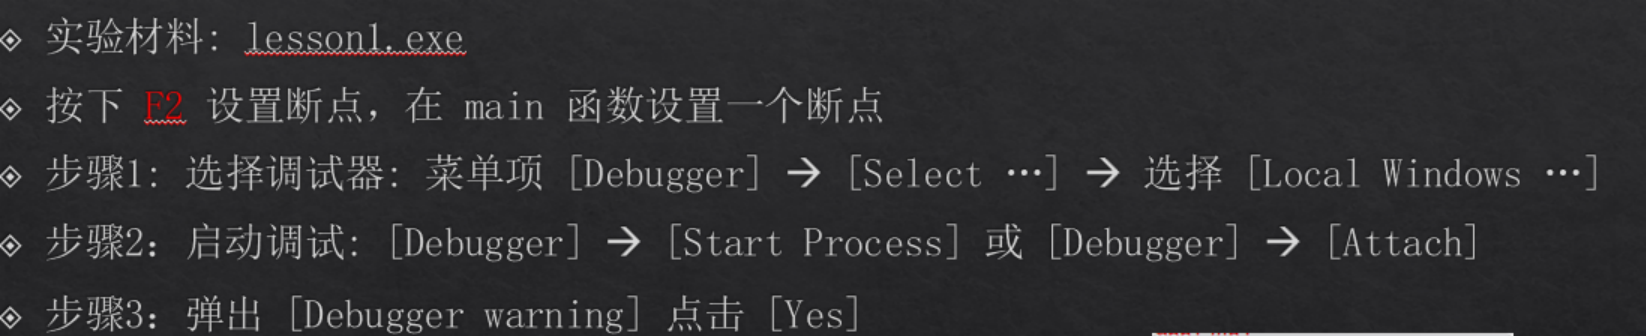 实验材料: lesson1.exe
按下 F2 设置断点，在 main 函数设置一个断点
步骤1: 选择调试器: 菜单项 [Debugger] → [Select …] → 选择 [Local Windows …]
步骤2: 启动调试: [Debugger] → [Start Process] 或 [Debugger] → [Attach]
步骤3: 弹出 [Debugger warning] 点击 [Yes]